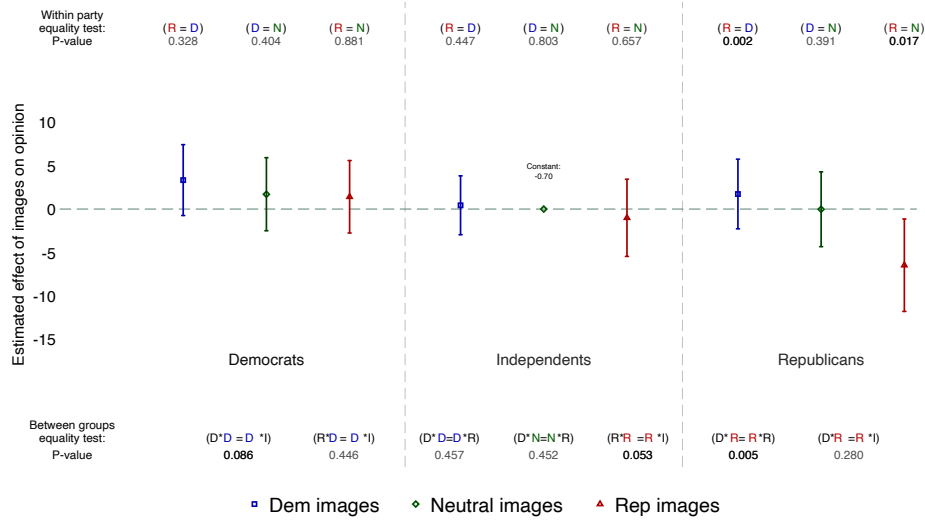 Within party
equality test:
P-value
(R = D) (D = N) (R = N)
0.328 0.404 0.881
(R = D) (D = N) (R = N)
0.447 0.803 0.657
(R = D) (D = N) (R = N)
0.002 0.391 0.017
Estimated effect of images on opinion
10
5
0
-5
-10
-15
Constant:
-0.70
Democrats Independents Republicans
Between groups
equality test:
P-value
(D*D = D *I) (R*D = D *I) (D* D=D*R) (D*N=N*R) (R*R =R *I) (D* R= R*R) (D*R =R *I)
0.086 0.446 0.457 0.452 0.053 0.005 0.280
Dem images Neutral images Rep images